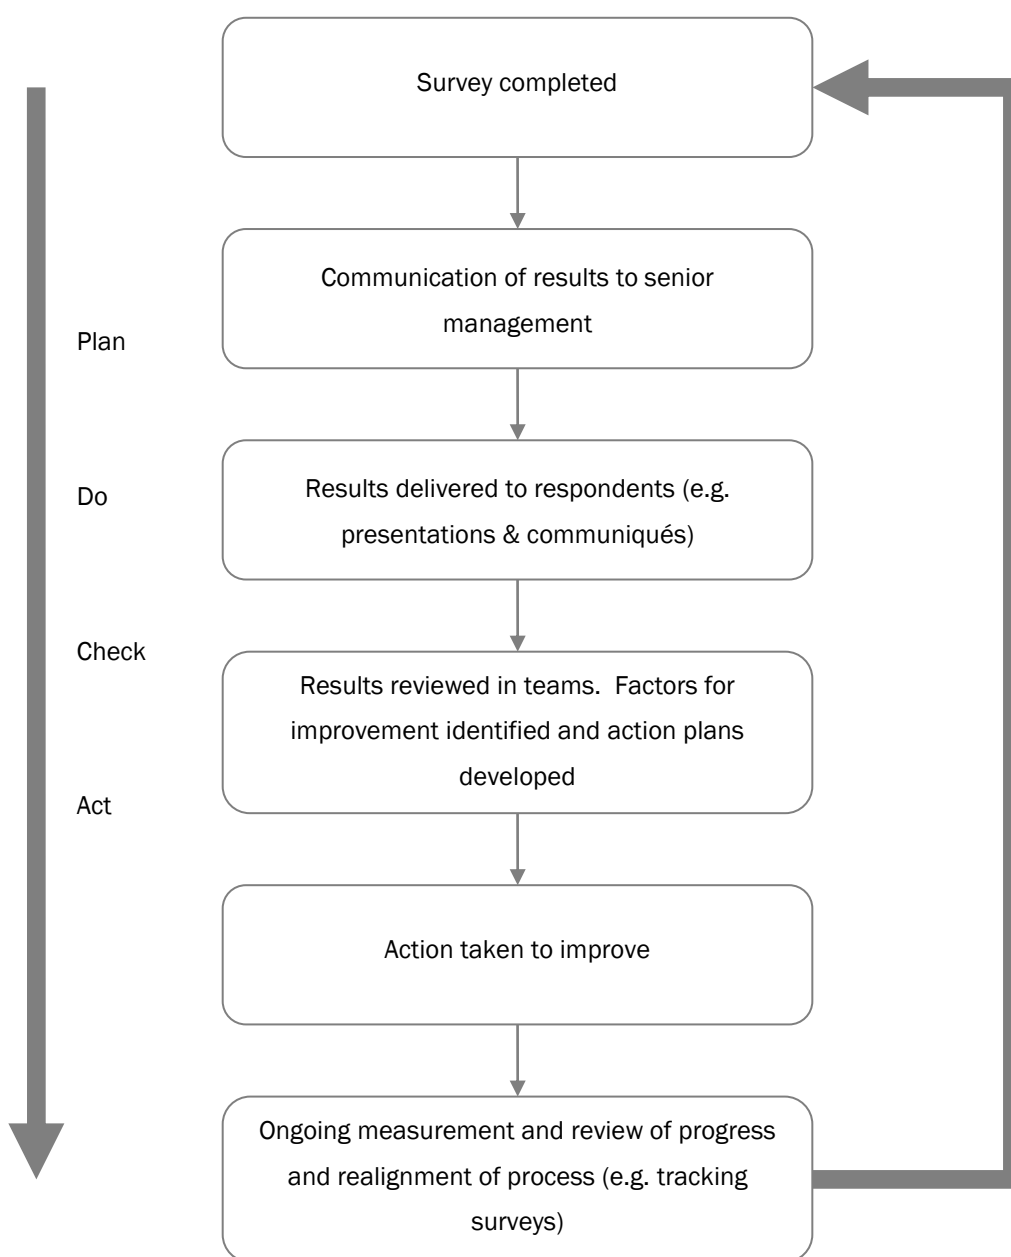 Survey completed
Communication of results to senior
management
Plan
Do
Results delivered to respondents (e.g.
presentations & communiqués)
Check
Results reviewed in teams.  Factors for
improvement identified and action plans
developed
Act
Action taken to improve
Ongoing measurement and review of progress
and realignment of process (e.g. tracking
surveys)